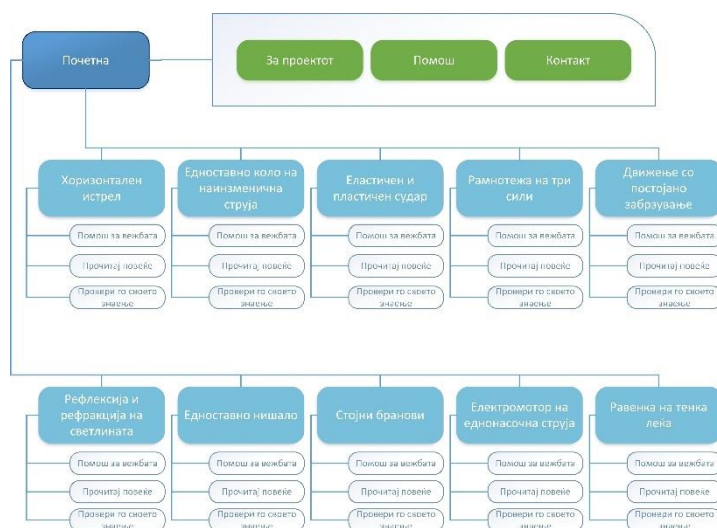 Почетна
За проектот
Помош
Контакт
Хоризонтален
истрел
Едноставно коло на
наизменична
струја
Еластичен и
пластичен судар
Рамнотежа на три
сили
Движење со
постојано
забрзување
Помош за вежбата
Помош за вежбата
Помош за вежбата
Помош за вежбата
Помош за вежбата
Прочитај повеќе
Прочитај повеќе
Прочитај повеќе
Прочитај повеќе
Прочитај повеќе
Провери го своето
знаење
Провери го своето
знаење
Провери го своето
знаење
Провери го своето
знаење
Провери го своето
знаење
Рефлексија и
рефракција на
светлината
Едноставно нишало
Стојни бранови
Електромотор на
еднонасочна струја
Равенка на тенка
леќа
Помош за вежбата
Помош за вежбата
Помош за вежбата
Помош за вежбата
Помош за вежбата
Прочитај повеќе
Прочитај повеќе
Прочитај повеќе
Прочитај повеќе
Прочитај повеќе
Провери го своето
знаење
Провери го своето
знаење
Провери го своето
знаење
Провери го своето
знаење
Провери го своето
знаење